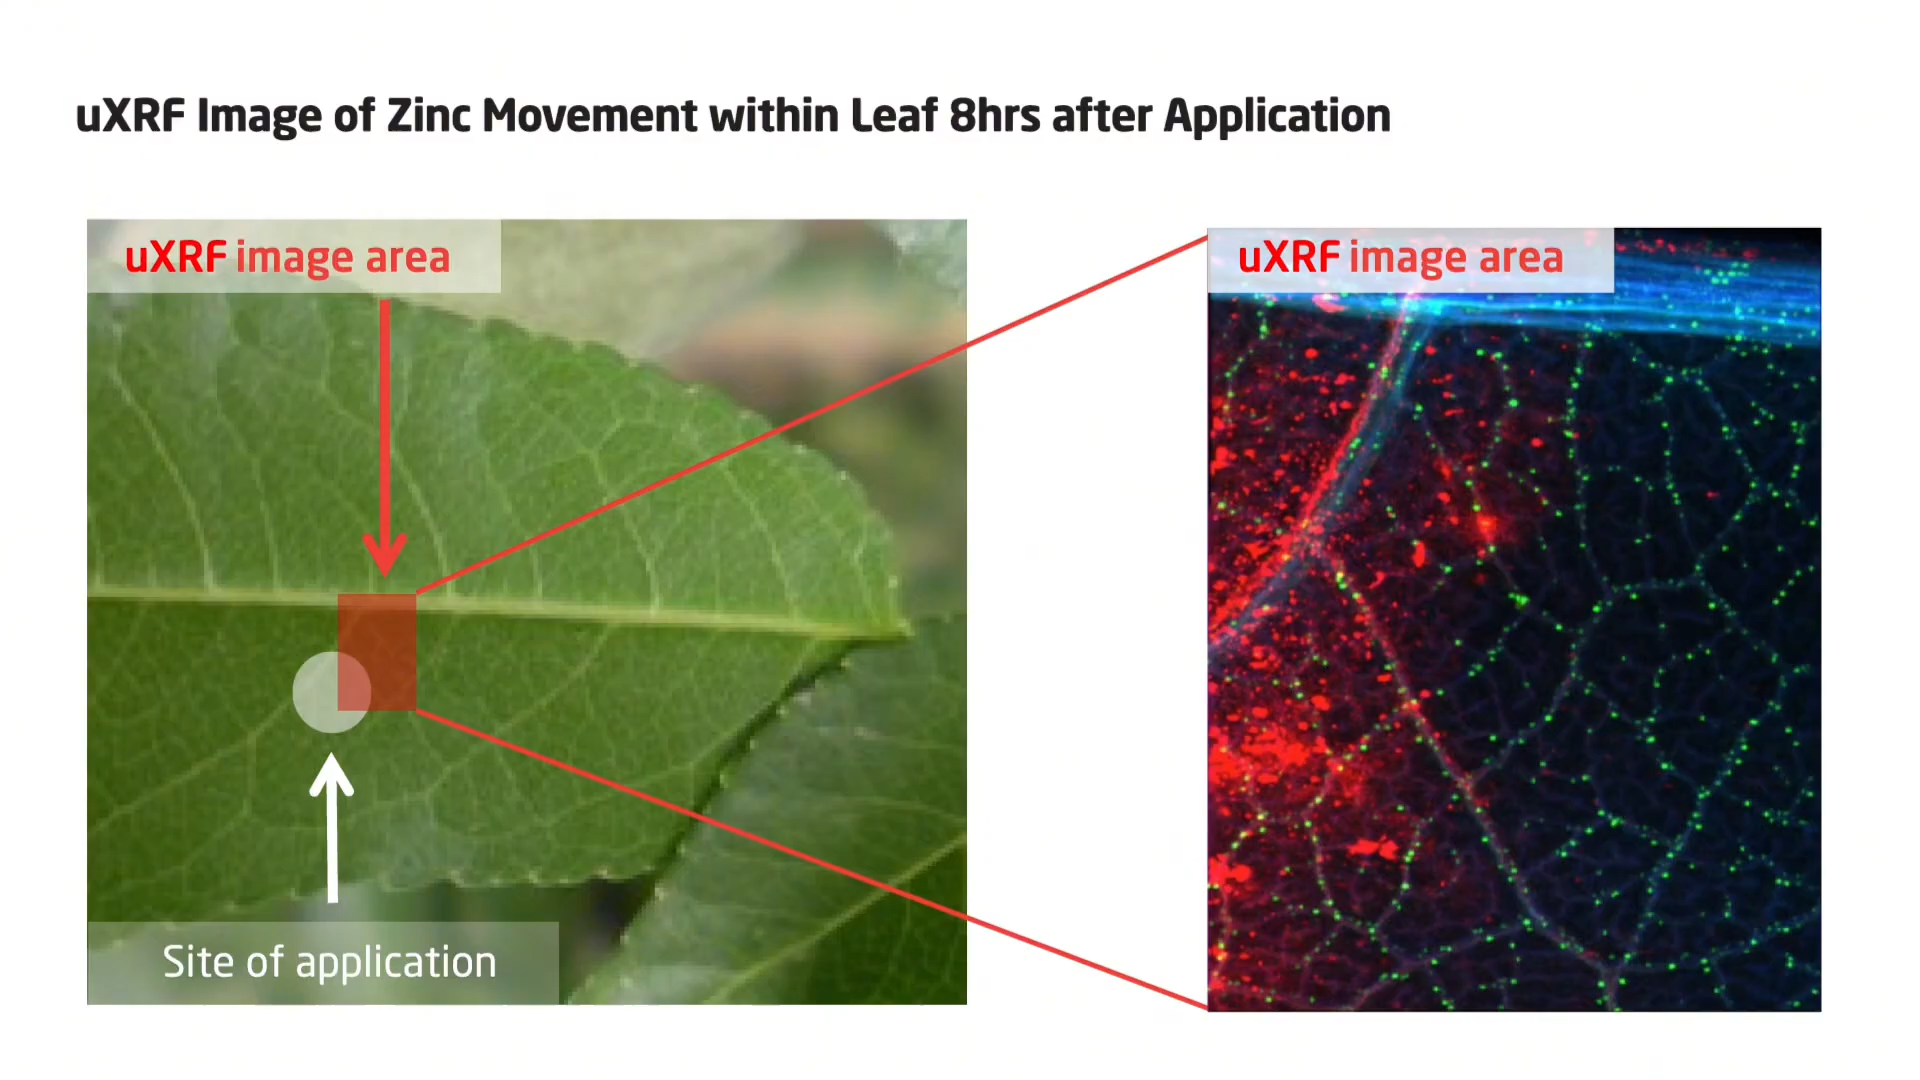 uXRF Image of Zinc Movement within Leaf 8hrs after Application
uXRF image area
uXRF image area
Site of application